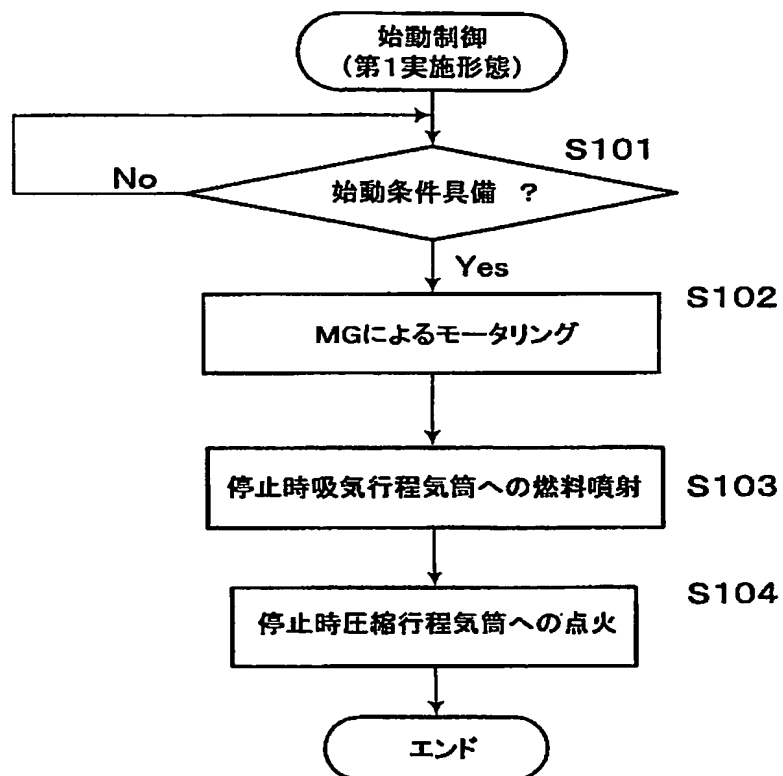 始動制御
(第1実施形態)
S101
No
始動条件具備 ?
Yes
S102
MGによるモータリング
停止時吸気行程気筒への燃料噴射
S103
S104
停止時圧縮行程気筒への点火
エンド